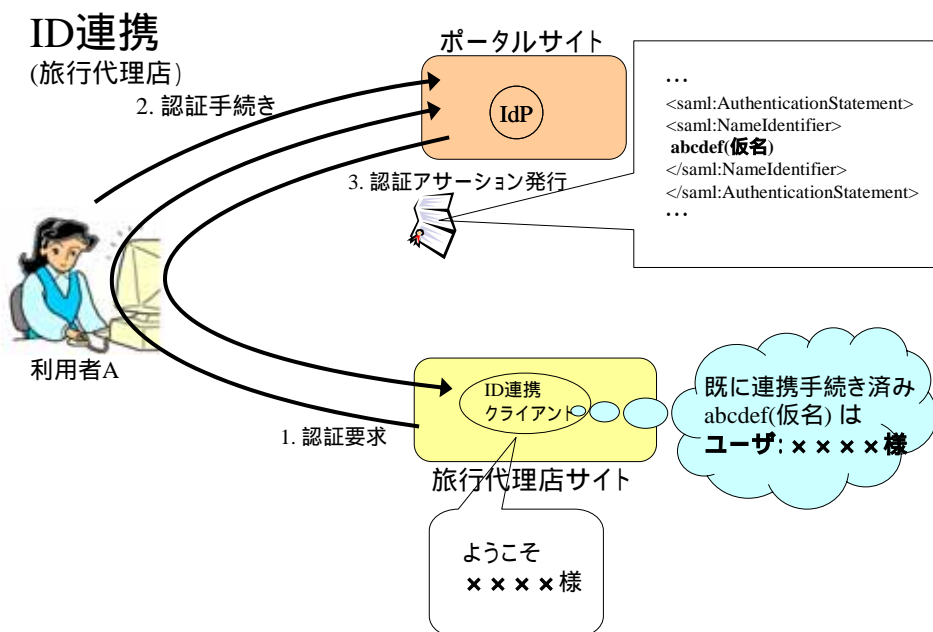 ID連携
(旅行代理店)
ポータルサイト
2. 認証手続き
IdP
…
<saml:AuthenticationStatement>
<saml:NameIdentifier>
abcdef(仮名)
</saml:NameIdentifier>
</saml:AuthenticationStatement>
…
3. 認証アサーション発行
利用者A
ID連携
クライアント
既に連携手続き済み
abcdef(仮名) は
ユーザ: ××××様
1. 認証要求
旅行代理店サイト
ようこそ
××××様